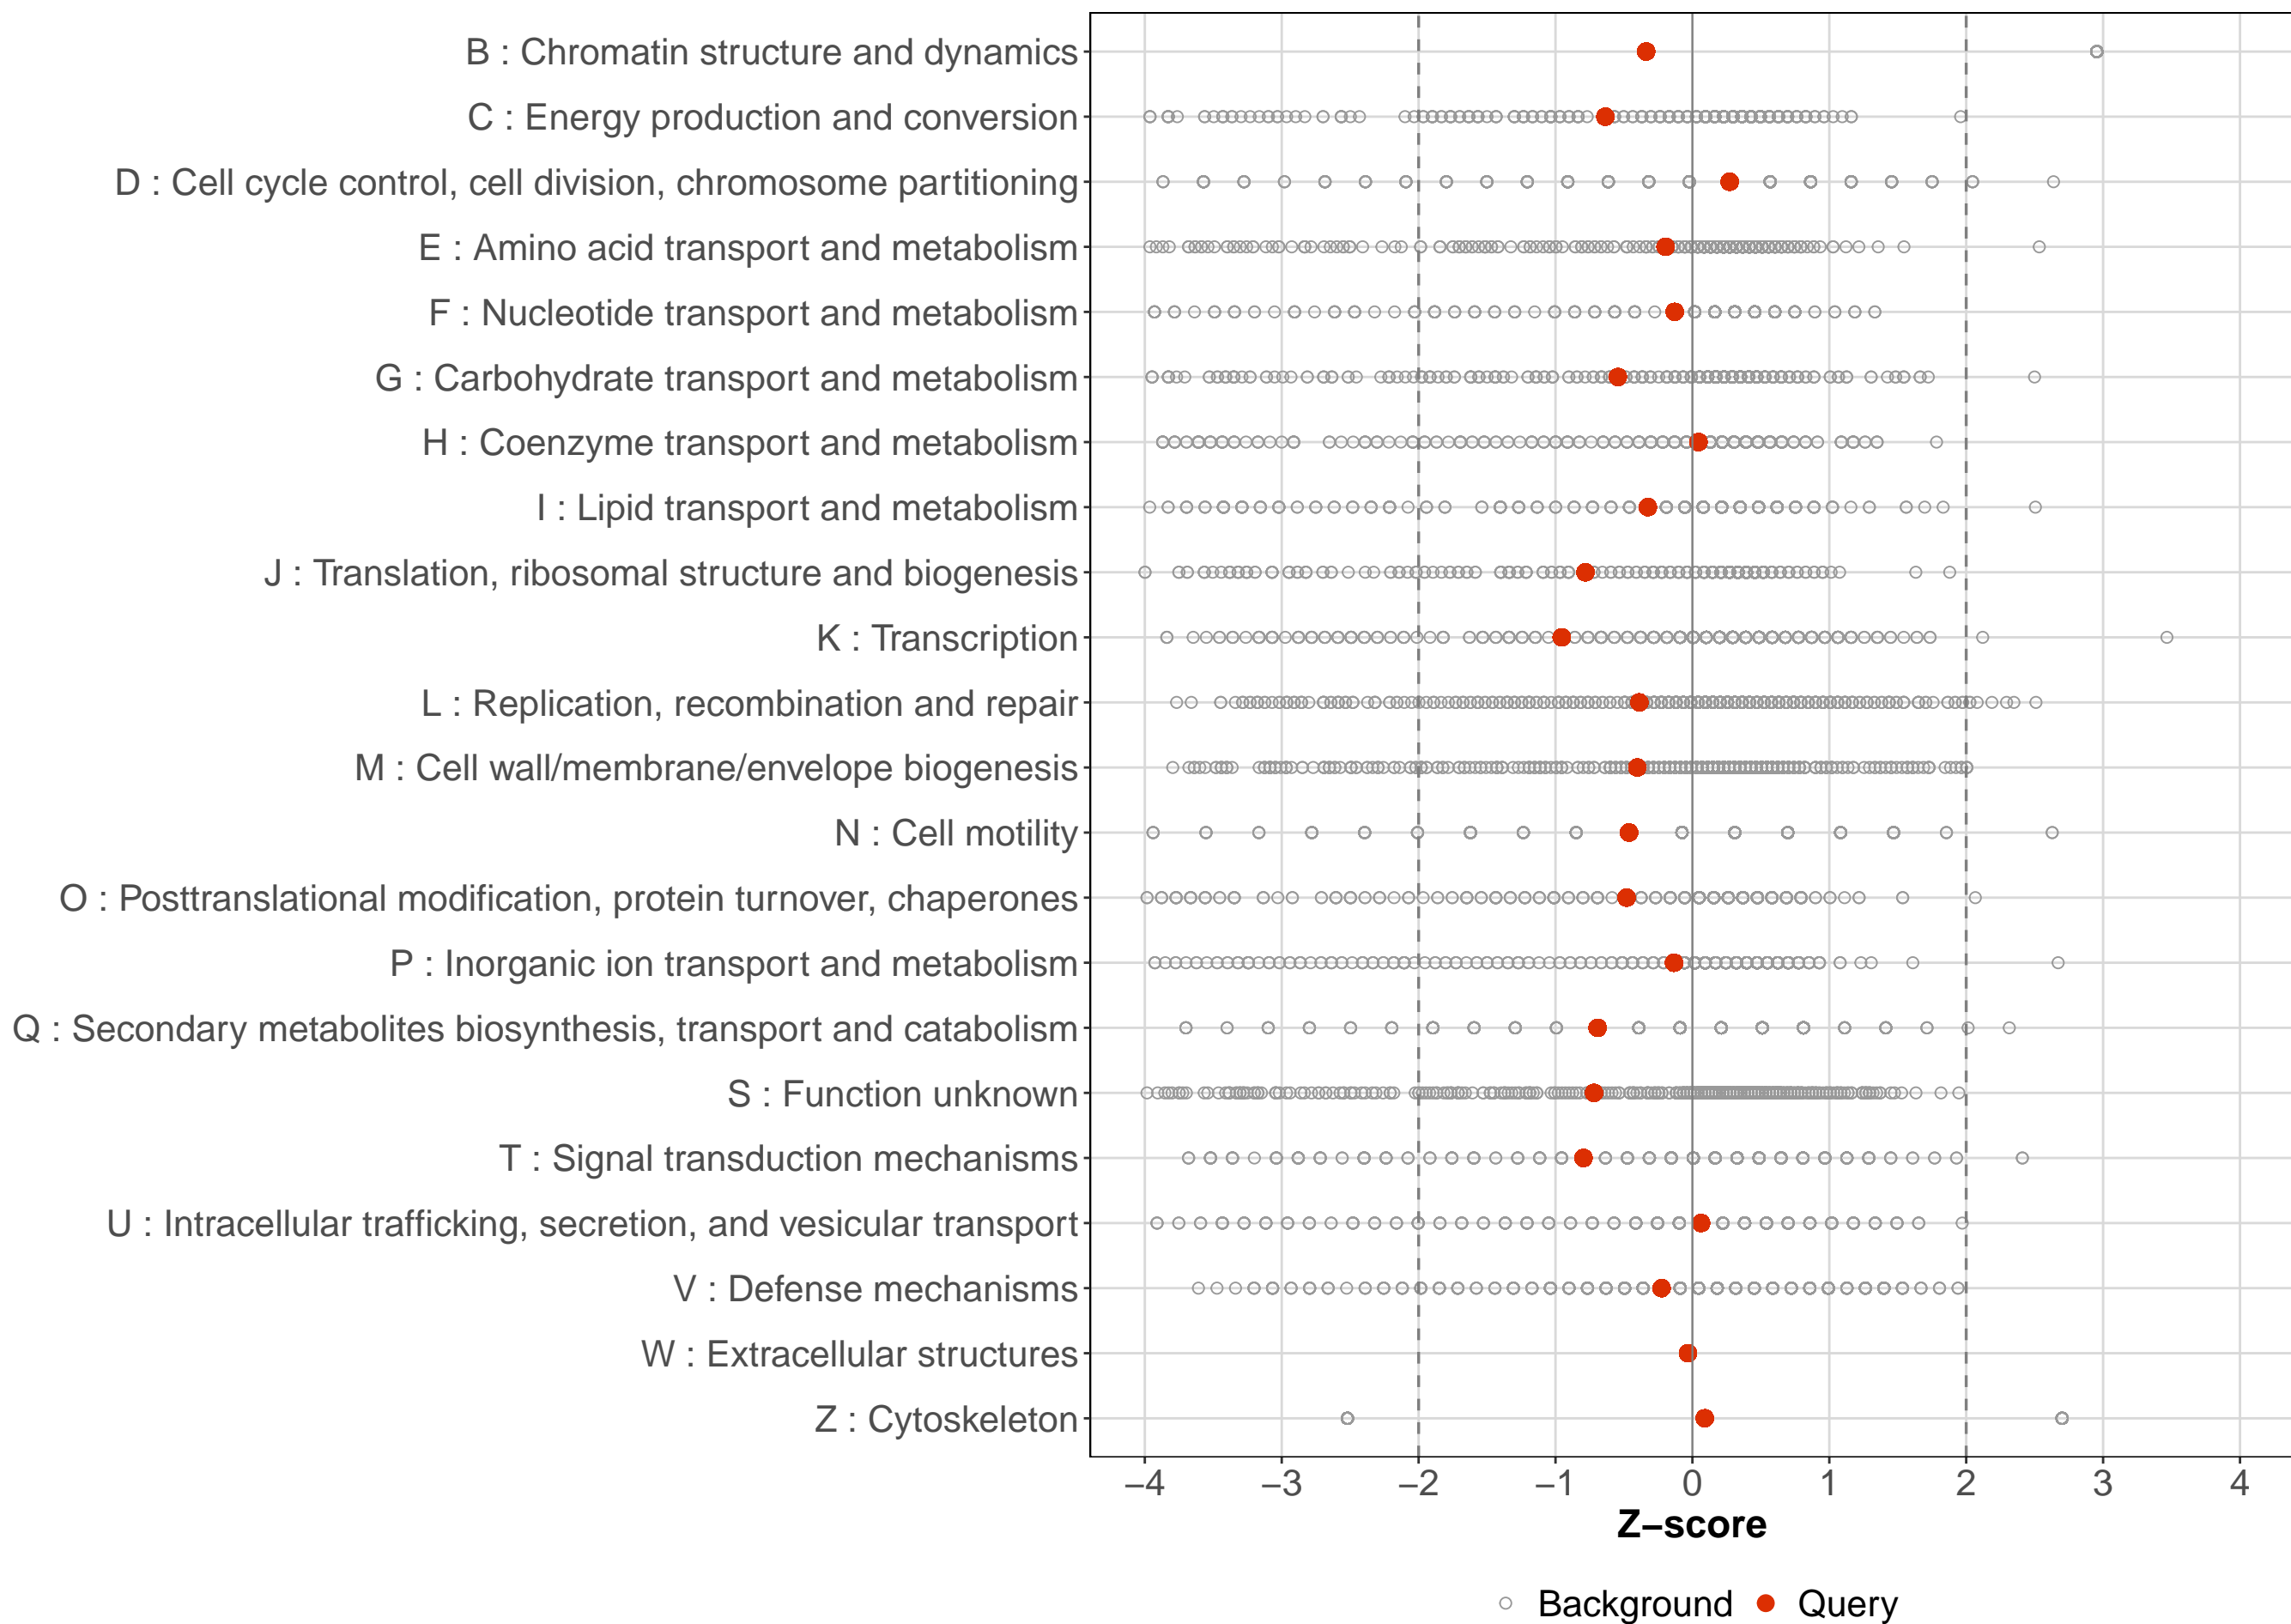 B : Chromatin structure and dynamics
C : Energy production and conversion
D : Cell cycle control, cell division, chromosome partitioning
E : Amino acid transport and metabolism
F : Nucleotide transport and metabolism
G : Carbohydrate transport and metabolism
H : Coenzyme transport and metabolism
I : Lipid transport and metabolism
J : Translation, ribosomal structure and biogenesis
K : Transcription
L : Replication, recombination and repair
M : Cell wall/membrane/envelope biogenesis
N : Cell motility
O : Posttranslational modification, protein turnover, chaperones
P : Inorganic ion transport and metabolism
Q : Secondary metabolites biosynthesis, transport and catabolism
S : Function unknown
T : Signal transduction mechanisms
U : Intracellular trafficking, secretion, and vesicular transport
V : Defense mechanisms
W : Extracellular structures
Z : Cytoskeleton
−4 −3 −2 −1 0 1 2 3 4
Z−score
Background Query